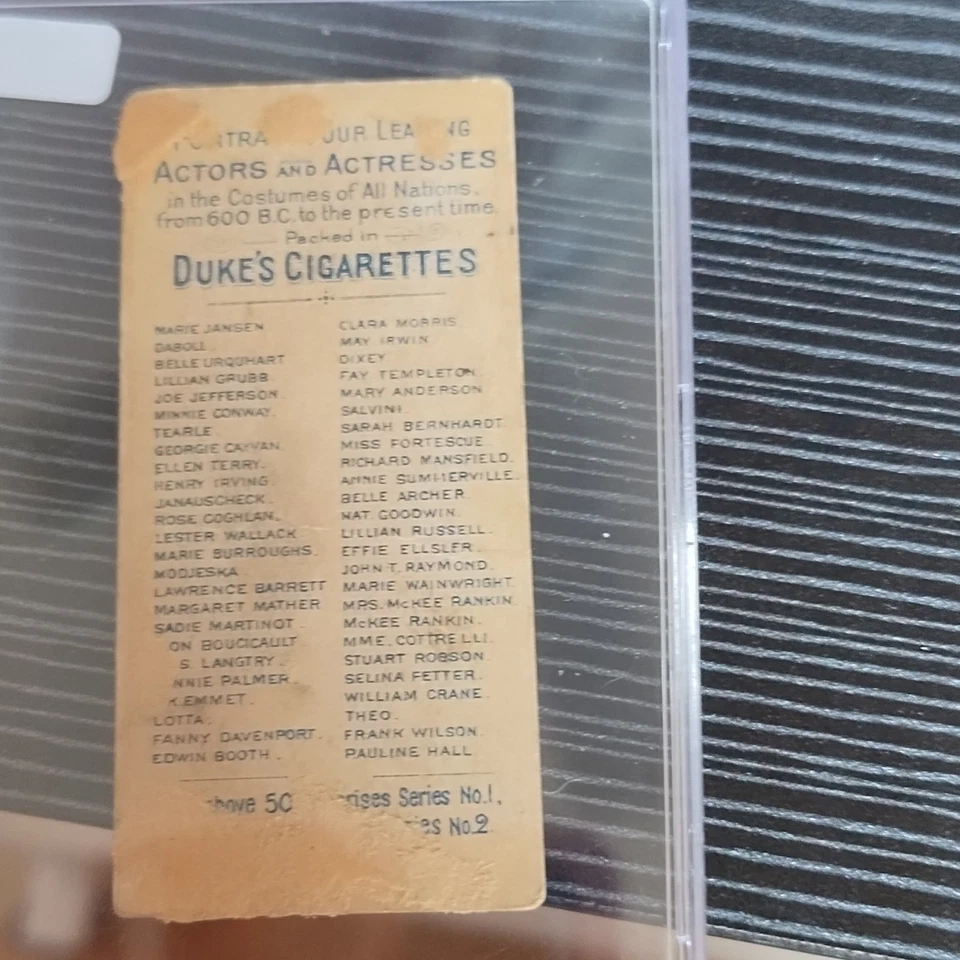 ACTORS AND ACTRESSES
in the Costumes of All Nations.
from 600 B.C. to the present time.
Packed in
DUKE'S CIGARETTES
MARIE JANSEN
DABOLL.
BELLE URQUHART
LILLIAN GRUBB.
JOE JEFFERSON.
MINNIE CONWAY.
TEARLE.
GEORGIE CAYVAN.
ELLEN TERRY.
HENRY IRVING.
JANAUSCHECK.
ROSE COGHLAN.
LESTER WALLACK.
MARIE BURROUGHS.
MODJESKA.
LAWRENCE BARRETT
MARGARET MATHER
SADIE MARTINOT.
ON BOUCICAULT.
S. LANGTRY.
NNIE PALMER.
K.EMMET.
LOTTA.
FANNY DAVENPORT.
EDWIN BOOTH.
CLARA MORRIS.
MAY IRWIN.
DIXEY.
FAY TEMPLETON.
MARY ANDERSON
SALVINI.
SARAH BERNHARDT.
MISS FORTESCUE.
RICHARD MANSFIELD.
ANNIE SUMMERVILLE.
BELLE ARCHER.
NAT GOODWIN.
LILLIAN RUSSELL.
EFFIE ELLSLER.
JOHN T. RAYMOND.
MARIE WAINWRIGHT.
MRS. McKEE RANKIN.
McKEE RANKIN.
MME. COTTRELLI.
STUART ROBSON.
SELINA FETTER.
WILLIAM CRANE.
THEO.
FRANK WILSON.
PAULINE HALL
50 Series No.1.
No.2